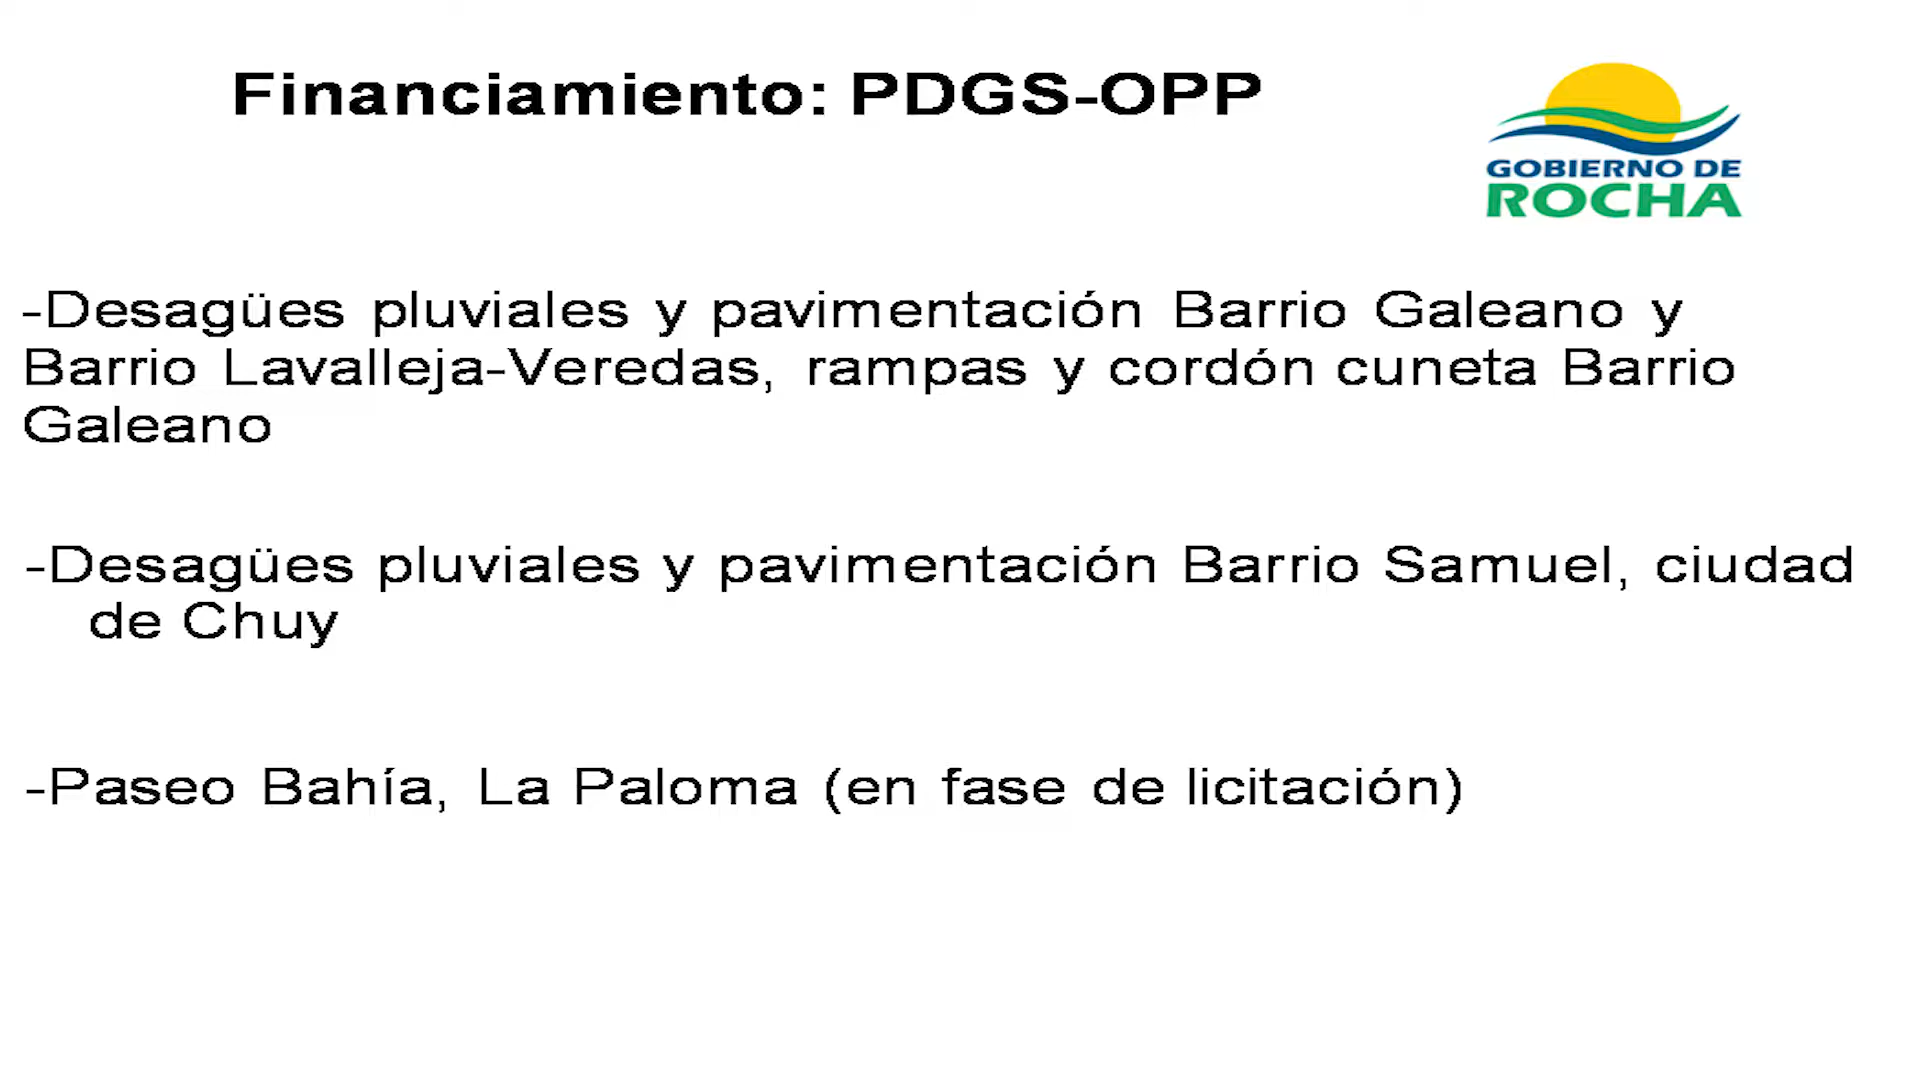 Financiamiento: PDGS-OPP
GOBIERNO DE
ROCHA
-Desagües pluviales y pavimentación Barrio Galeano y
Barrio Lavalleja-Veredas, rampas y cordón cuneta Barrio
Galeano
-Desagües pluviales y pavimentación Barrio Samuel, ciudad
de Chuy
-Paseo Bahía, La Paloma (en fase de licitación)